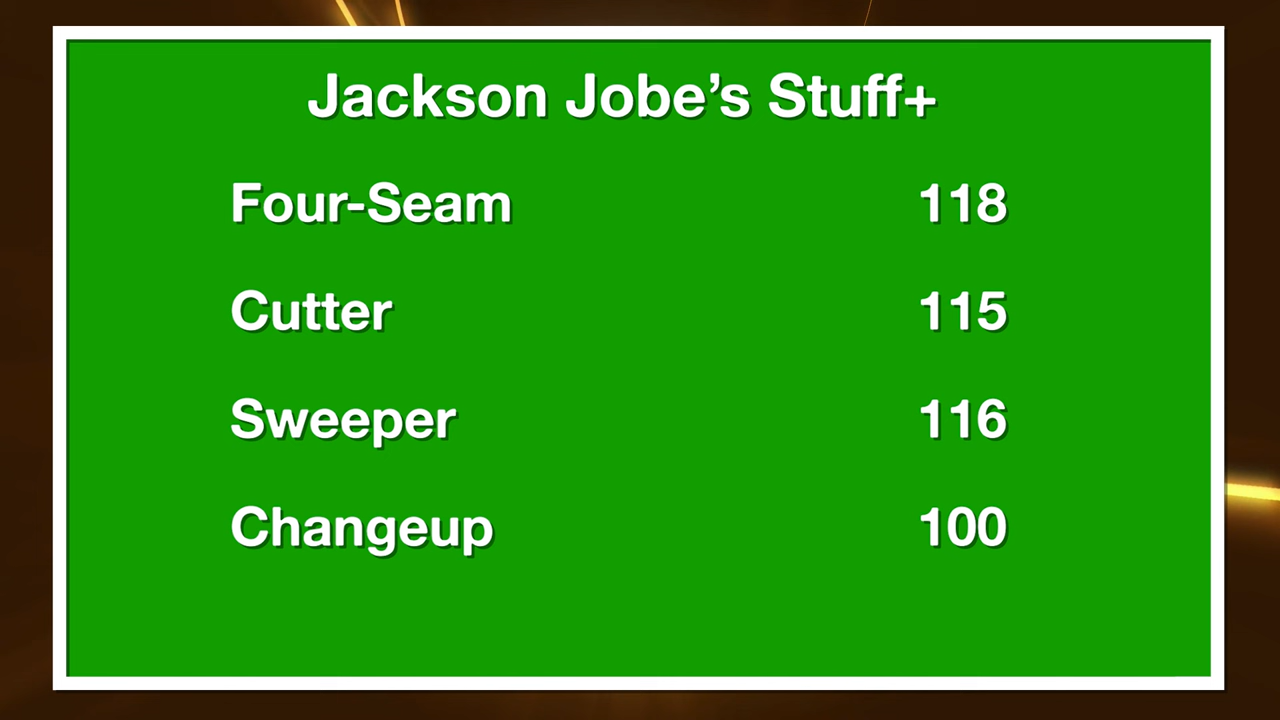 Jackson Jobe’s Stuff+
Four-Seam 118
Cutter 115
Sweeper 116
Changeup 100